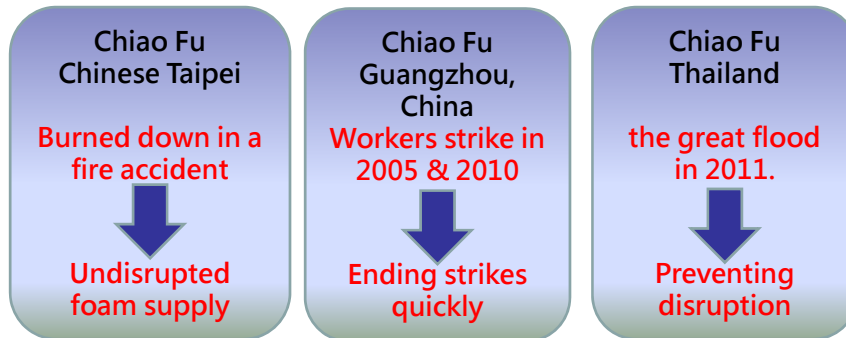 Chiao Fu
Chinese Taipei
Burned down in a
fire accident
Undisrupted
foam supply
Chiao Fu
Guangzhou,
China
Workers strike in
2005 & 2010
Ending strikes
quickly
Chiao Fu
Thailand
the great flood
in 2011.
Preventing
disruption